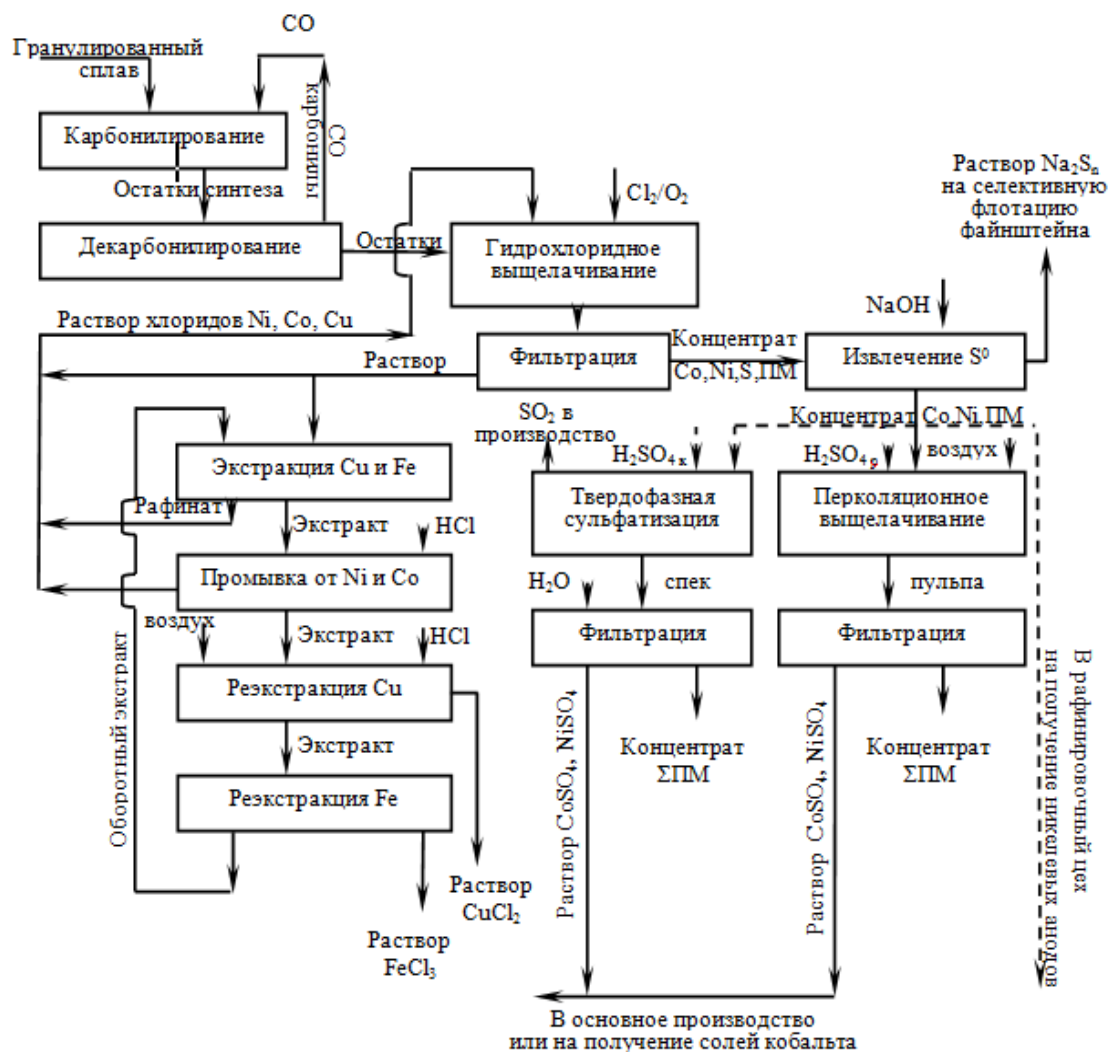 CO
Гранулированный
сплав
Карбонилирование
CO
карбонилы
Остатки синтеза
Декарбонилирование
Остатки
Cl₂/O₂
Гидрохлоридное
выщелачивание
Раствор Na₂Sₙ
на селективную
флотацию
файнштейна
NaOH
Раствор хлоридов Ni, Co, Cu
Раствор
Фильтрация
Концентрат
Co,Ni,S,ПМ
Извлечение S⁰
SO₂ в
производство
Концентрат Co,Ni,ПМ
H₂SO₄ к
H₂SO₄ р
воздух
Экстракция Cu и Fe
Твердофазная
сульфатизация
Перколяционное
выщелачивание
Рафинат
Экстракт
HCl
Промывка от Ni и Co
H₂O
спек
пульпа
воздух
Экстракт
HCl
Фильтрация
Фильтрация
Реэкстракция Cu
Экстракт
Реэкстракция Fe
Оборотный экстракт
Концентрат
ΣПМ
Концентрат
ΣПМ
Раствор CoSO₄, NiSO₄
Раствор CoSO₄, NiSO₄
В рафинировочный цех
на получение никелевых анодов
Раствор
CuCl₂
Раствор
FeCl₃
В основное производство
или на получение солей кобальта